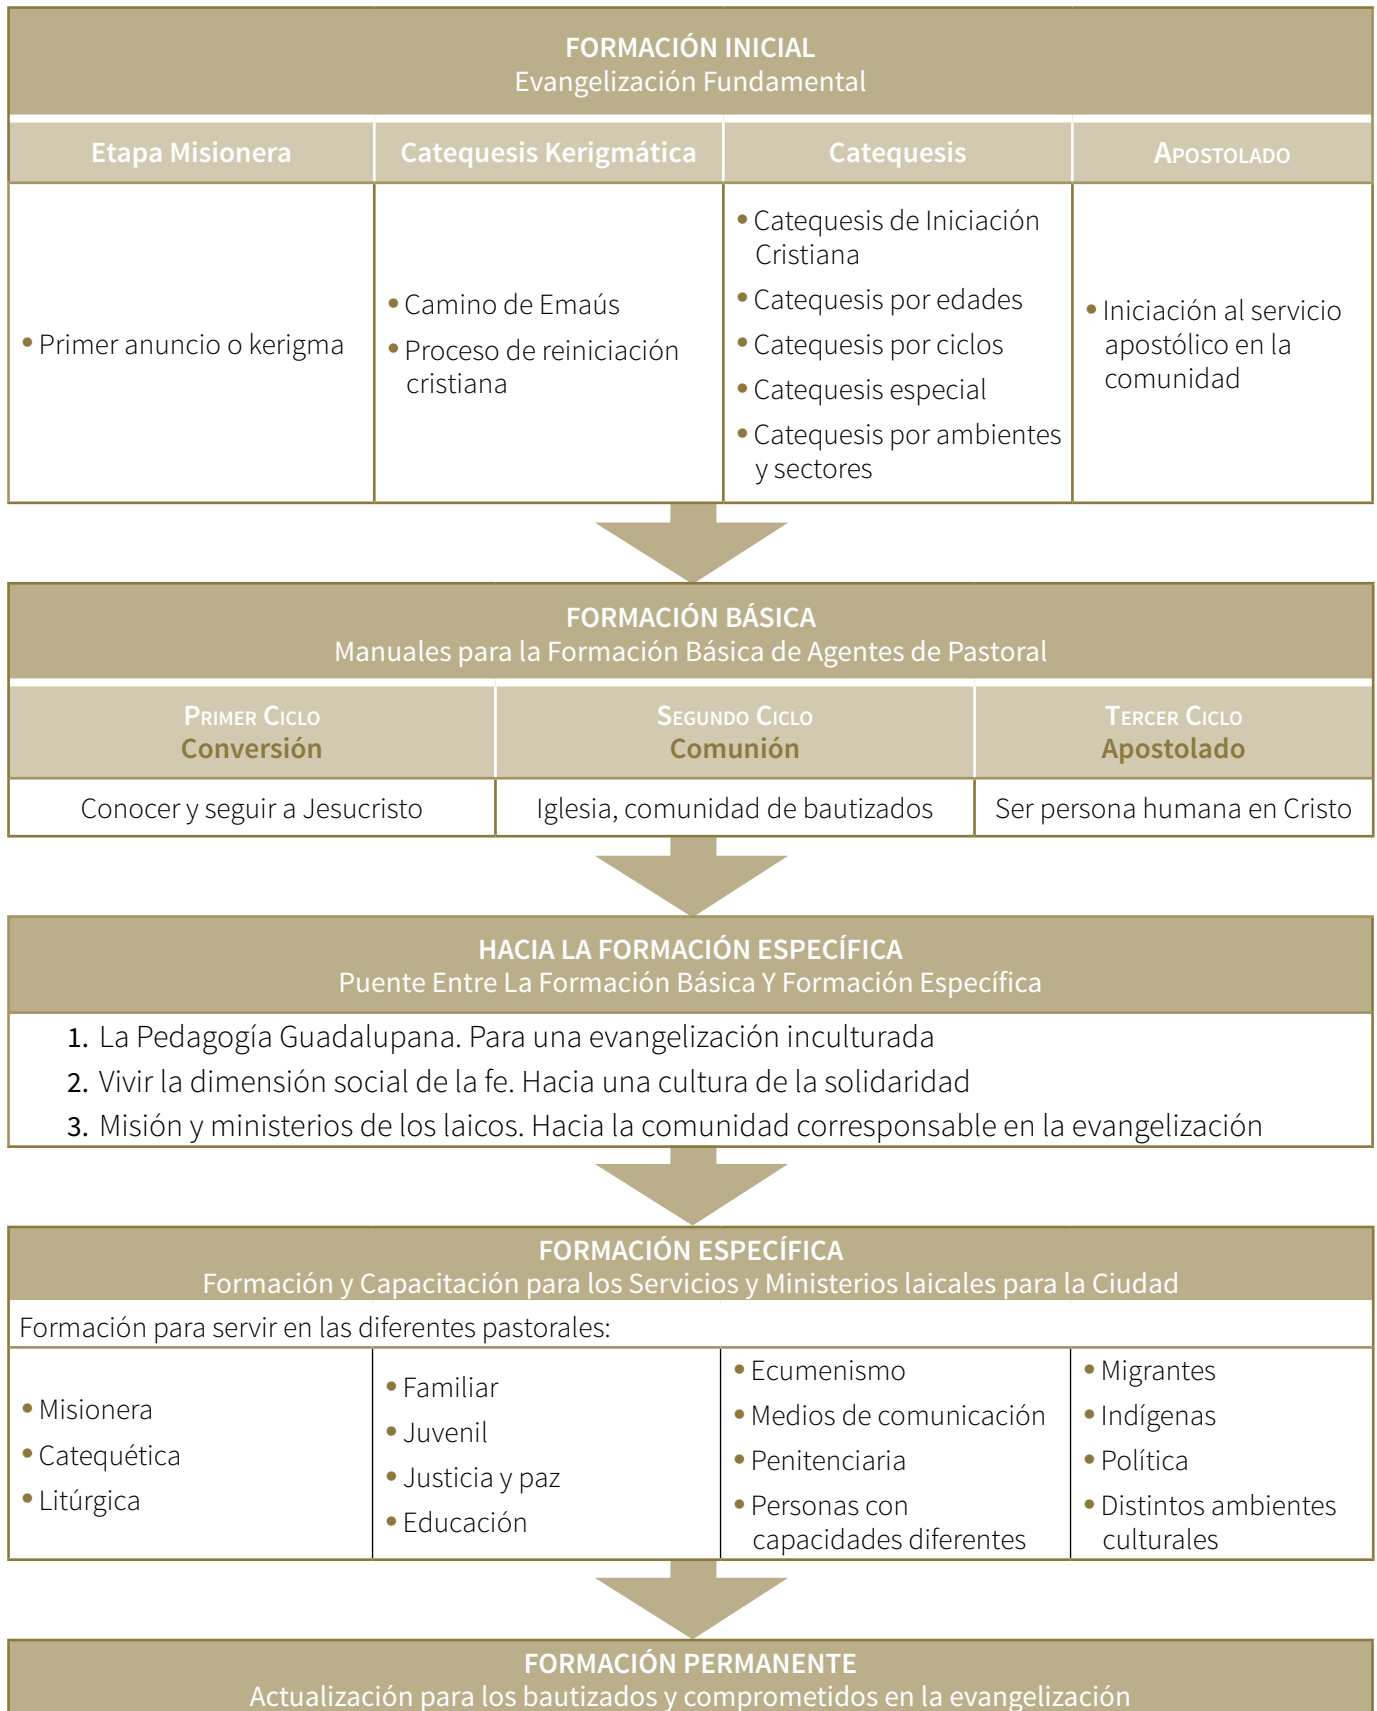 FORMACIÓN INICIAL
Evangelización Fundamental
Etapa Misionera
Catequesis Kerigmática
Catequesis
Apostolado
• Primer anuncio o kerigma
• Camino de Emaús
• Proceso de reiniciación
cristiana
• Catequesis de Iniciación
Cristiana
• Catequesis por edades
• Catequesis por ciclos
• Catequesis especial
• Catequesis por ambientes
y sectores
• Iniciación al servicio
apostólico en la
comunidad
FORMACIÓN BÁSICA
Manuales para la Formación Básica de Agentes de Pastoral
Primer Ciclo
Conversión
Segundo Ciclo
Comunión
Tercer Ciclo
Apostolado
Conocer y seguir a Jesucristo
Iglesia, comunidad de bautizados
Ser persona humana en Cristo
HACIA LA FORMACIÓN ESPECÍFICA
Puente Entre La Formación Básica Y Formación Específica
1. La Pedagogía Guadalupana. Para una evangelización inculturada
2. Vivir la dimensión social de la fe. Hacia una cultura de la solidaridad
3. Misión y ministerios de los laicos. Hacia la comunidad corresponsable en la evangelización
FORMACIÓN ESPECÍFICA
Formación y Capacitación para los Servicios y Ministerios laicales para la Ciudad
Formación para servir en las diferentes pastorales:
• Misionera
• Catequética
• Litúrgica
• Familiar
• Juvenil
• Justicia y paz
• Educación
• Ecumenismo
• Medios de comunicación
• Penitenciaria
• Personas con
capacidades diferentes
• Migrantes
• Indígenas
• Política
• Distintos ambientes
culturales
FORMACIÓN PERMANENTE
Actualización para los bautizados y comprometidos en la evangelización